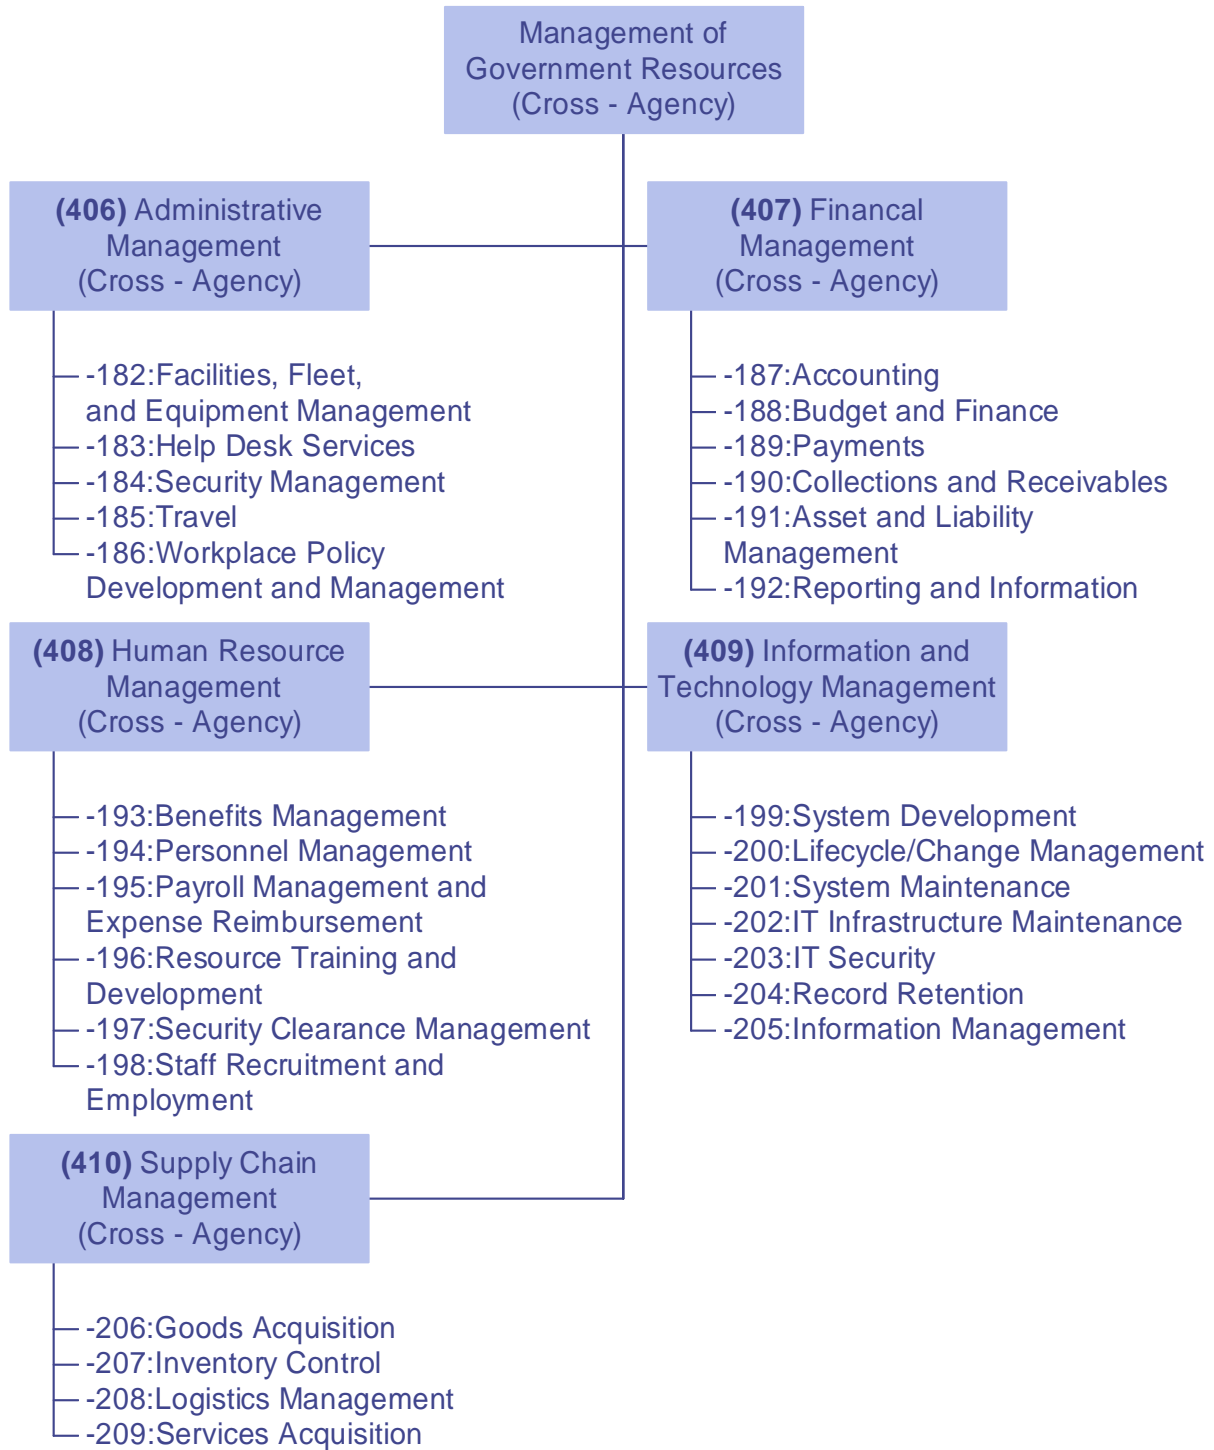 Management of
Government Resources
(Cross - Agency)
(406) Administrative
Management
(Cross - Agency)
-182:Facilities, Fleet,
and Equipment Management
-183:Help Desk Services
-184:Security Management
-185:Travel
-186:Workplace Policy
Development and Management
(407) Financal
Management
(Cross - Agency)
-187:Accounting
-188:Budget and Finance
-189:Payments
-190:Collections and Receivables
-191:Asset and Liability
Management
-192:Reporting and Information
(408) Human Resource
Management
(Cross - Agency)
-193:Benefits Management
-194:Personnel Management
-195:Payroll Management and
Expense Reimbursement
-196:Resource Training and
Development
-197:Security Clearance Management
-198:Staff Recruitment and
Employment
(409) Information and
Technology Management
(Cross - Agency)
-199:System Development
-200:Lifecycle/Change Management
-201:System Maintenance
-202:IT Infrastructure Maintenance
-203:IT Security
-204:Record Retention
-205:Information Management
(410) Supply Chain
Management
(Cross - Agency)
-206:Goods Acquisition
-207:Inventory Control
-208:Logistics Management
-209:Services Acquisition